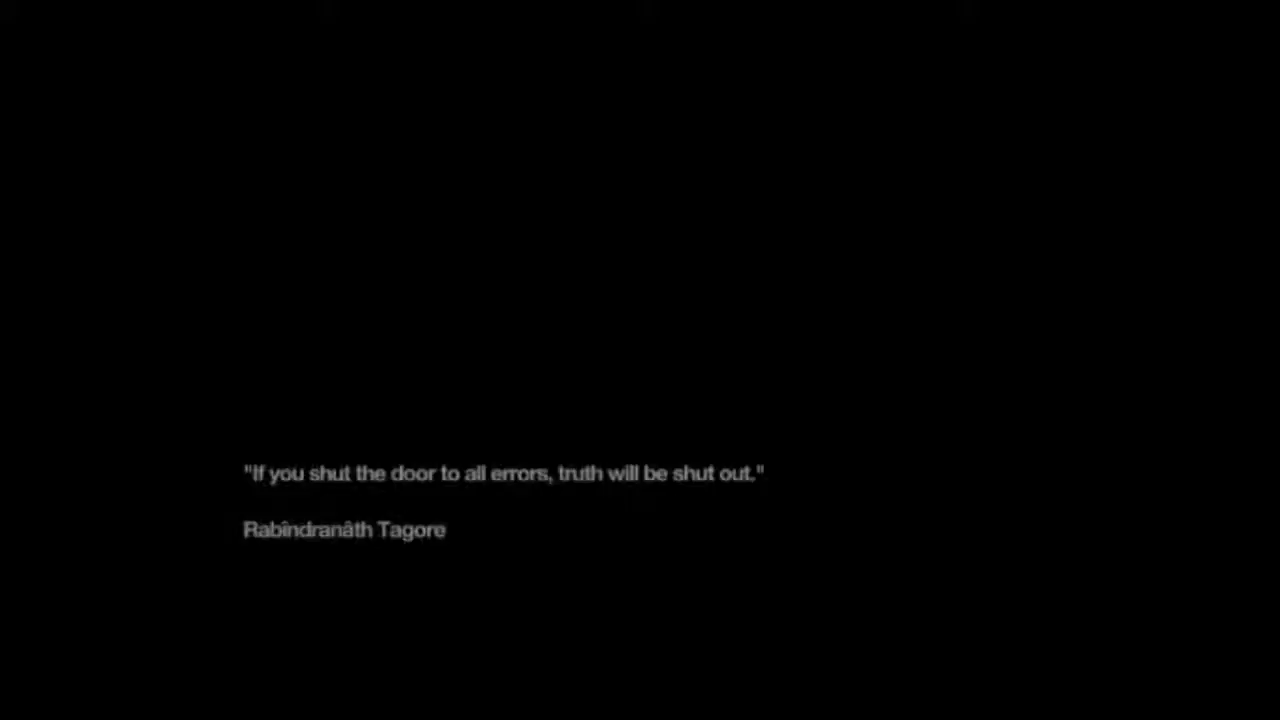 "If you shut the door to all errors, truth will be shut out."
Rabîndranâth Tagore